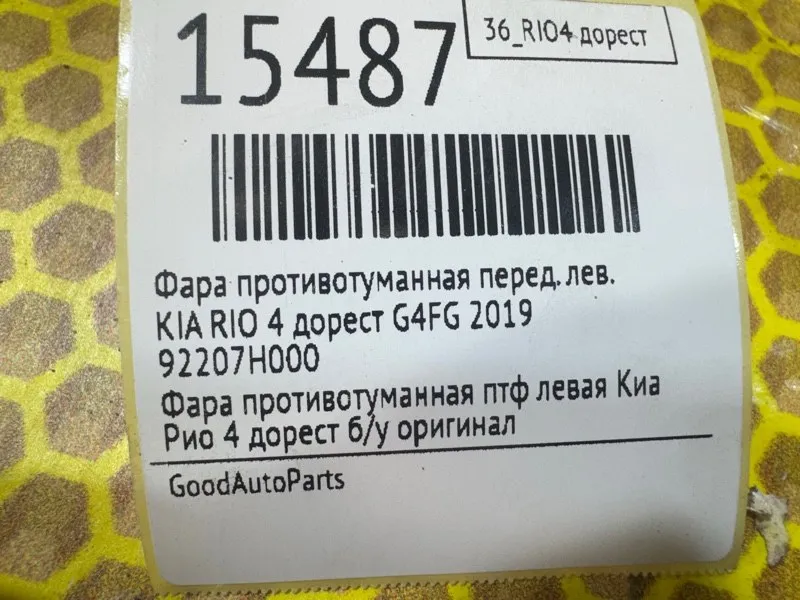 15487
36_RIO4 дорест
Фара противотуманная перед. лев.
KIA RIO 4 дорест G4FG 2019
92207H000
Фара противотуманная птф левая Киа
Рио 4 дорест б/у оригинал
GoodAutoParts